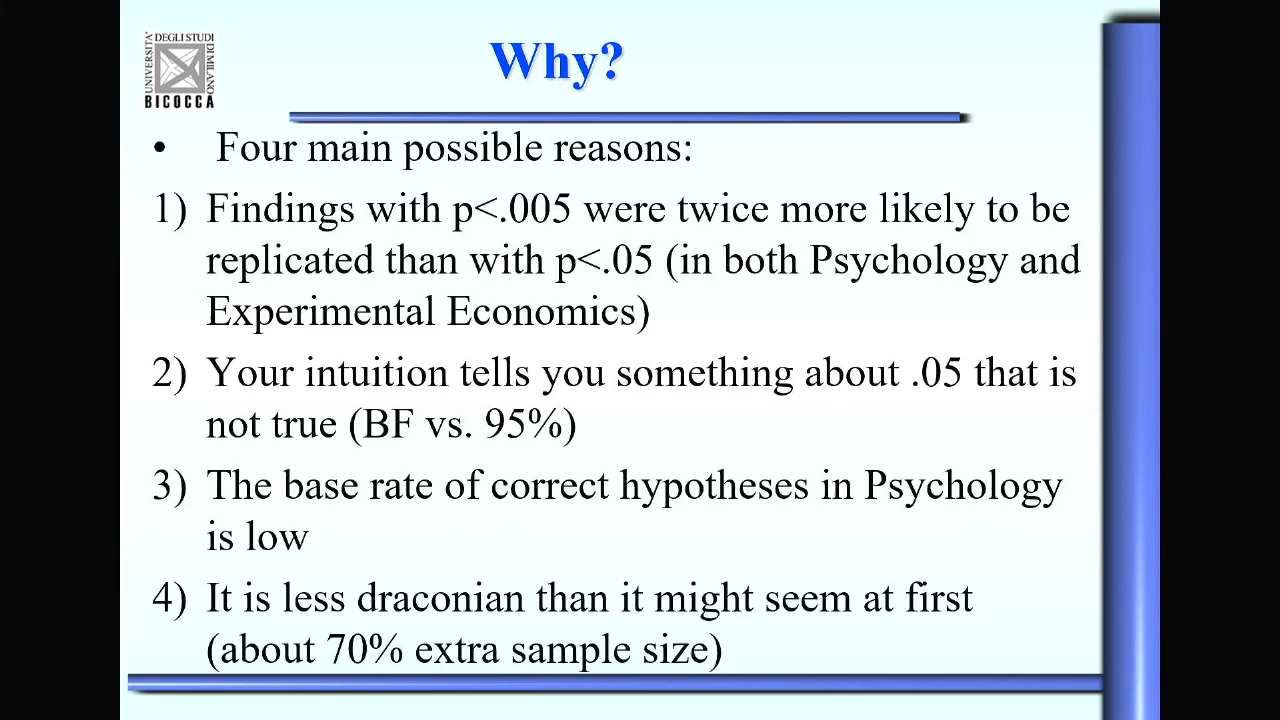 UNIVERSITA' DEGLI STUDI DI MILANO
BICOCCA
Why?
• Four main possible reasons:
1) Findings with p<.005 were twice more likely to be
replicated than with p<.05 (in both Psychology and
Experimental Economics)
2) Your intuition tells you something about .05 that is
not true (BF vs. 95%)
3) The base rate of correct hypotheses in Psychology
is low
4) It is less draconian than it might seem at first
(about 70% extra sample size)